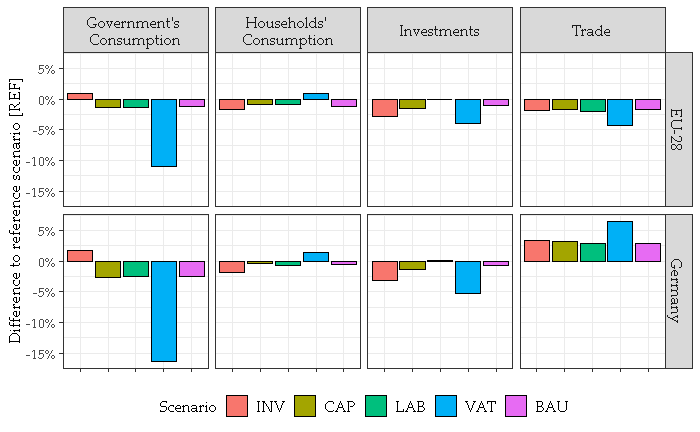 Government's
Consumption
Households'
Consumption
Investments
Trade
Difference to reference scenario [REF]
5%
0%
-5%
-10%
-15%
EU-28
5%
0%
-5%
-10%
-15%
Germany
Scenario INV CAP LAB VAT BAU